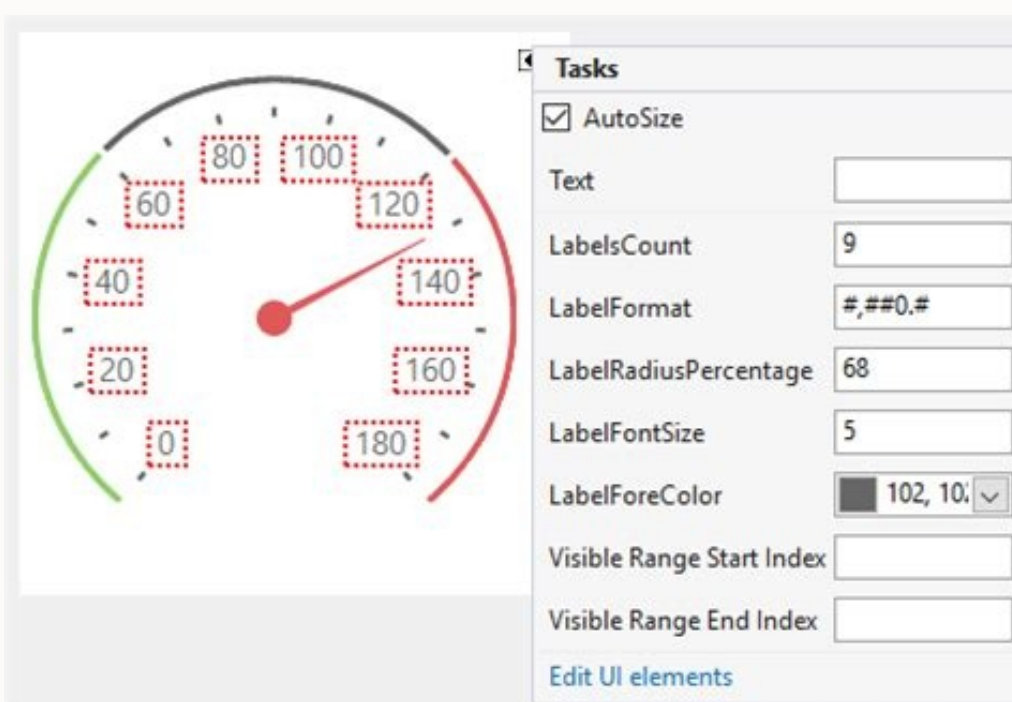 Tasks
AutoSize
Text
LabelsCount 9
LabelFormat #,##0.#
LabelRadiusPercentage 68
LabelFontSize 5
LabelForeColor 102,
Visible Range Start Index
Visible Range End Index
Edit UI elements
80 100
60 120
40 140
20 160
0 180